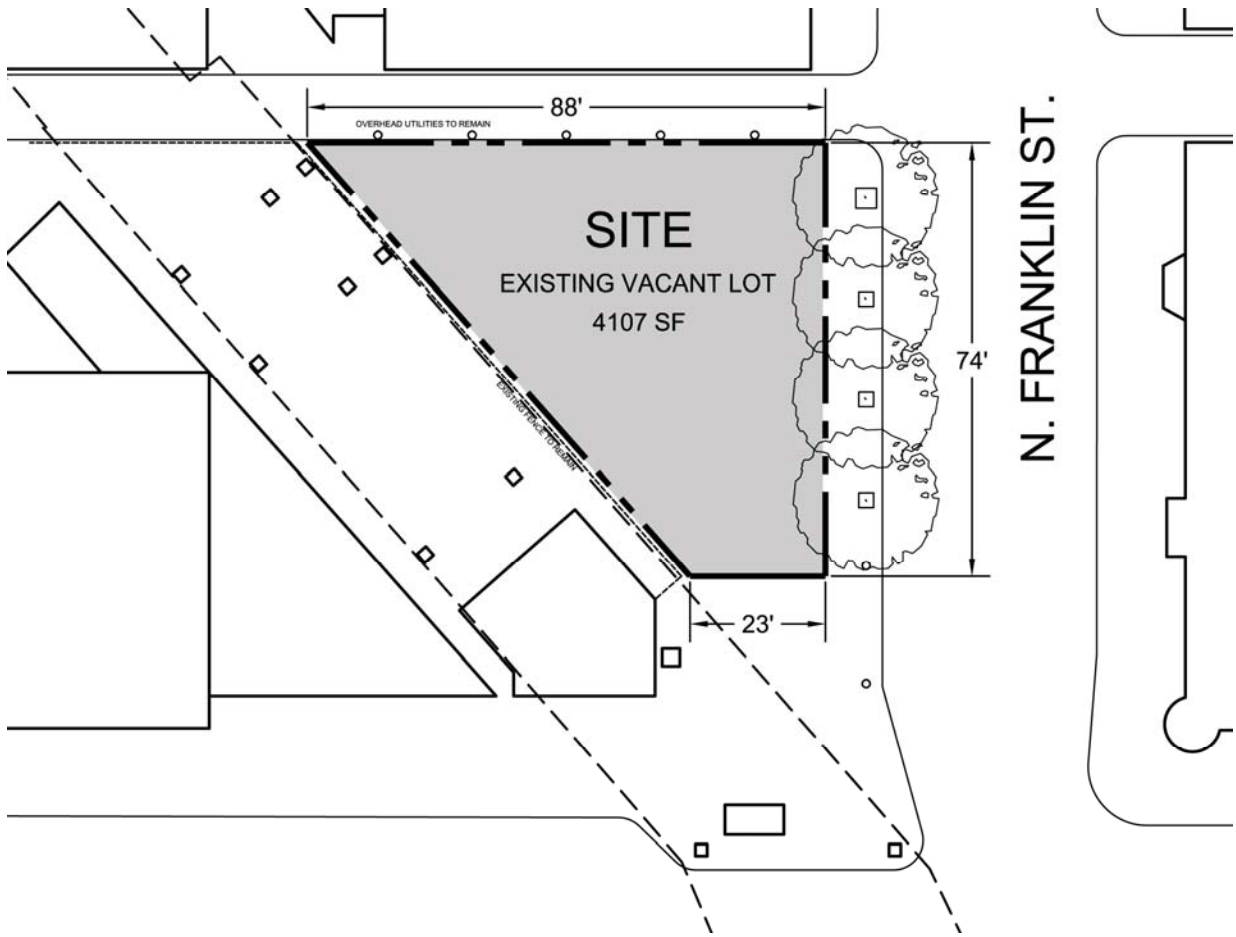 88'
OVERHEAD UTILITIES TO REMAIN
N. FRANKLIN ST.
SITE
EXISTING VACANT LOT
4107 SF
74'
EXISTING FENCE TO REMAIN
23'